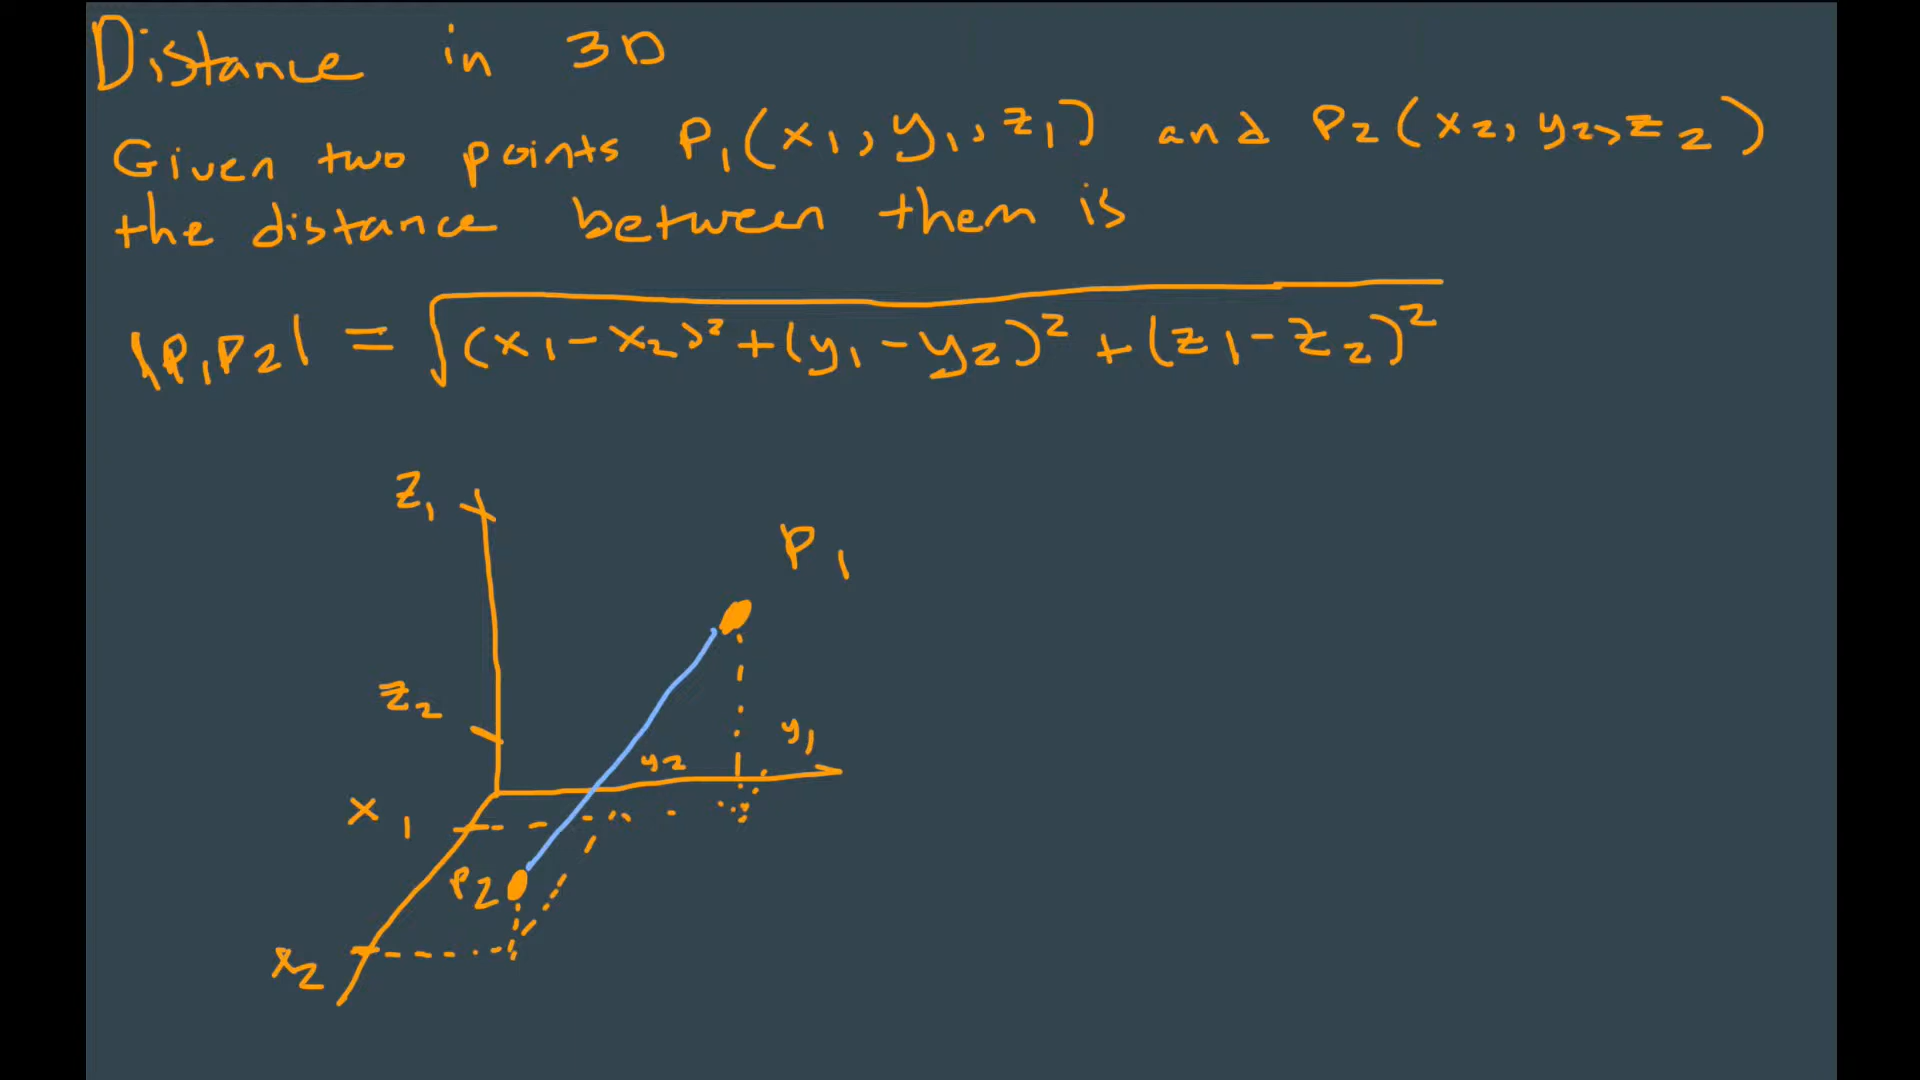 Distance in 3D
Given two points P₁(x₁, y₁, z₁) and P₂(x₂, y₂, z₂)
the distance between them is
|P₁P₂| = √((x₁-x₂)² + (y₁-y₂)² + (z₁-z₂)²)
z₁
P₁
z₂
y₁
y₂
x₁
P₂
x₂